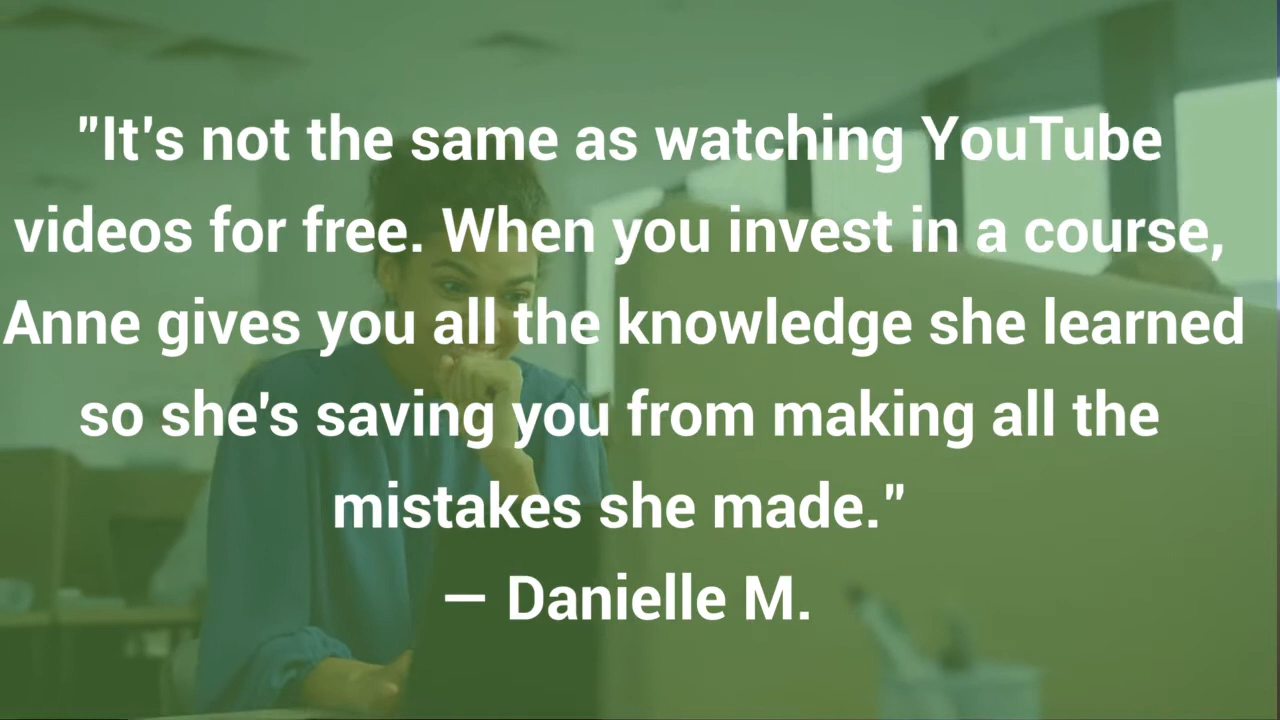 "It's not the same as watching YouTube
videos for free. When you invest in a course,
Anne gives you all the knowledge she learned
so she's saving you from making all the
mistakes she made."
— Danielle M.